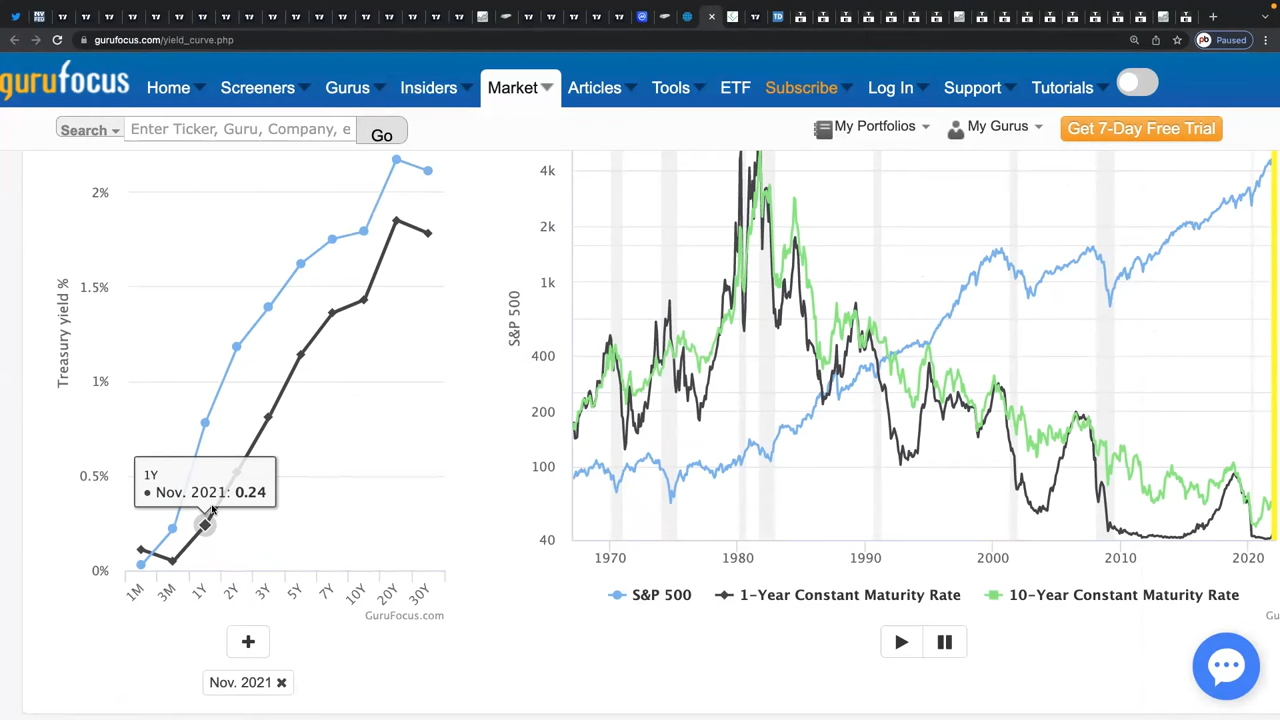 gurufocus.com/yield_curve.php
Paused
gurufocus
Home
Screeners
Gurus
Insiders
Market
Articles
Tools
ETF
Subscribe
Log In
Support
Tutorials
Search
Enter Ticker, Guru, Company, e
Go
My Portfolios
My Gurus
Get 7-Day Free Trial
Treasury yield %
2%
1.5%
1%
0.5%
0%
1Y
Nov. 2021: 0.24
1M
3M
1Y
2Y
3Y
5Y
7Y
10Y
20Y
30Y
GuruFocus.com
Nov. 2021
S&P 500
4k
2k
1k
400
200
100
40
1970
1980
1990
2000
2010
2020
S&P 500
1-Year Constant Maturity Rate
10-Year Constant Maturity Rate
Gu